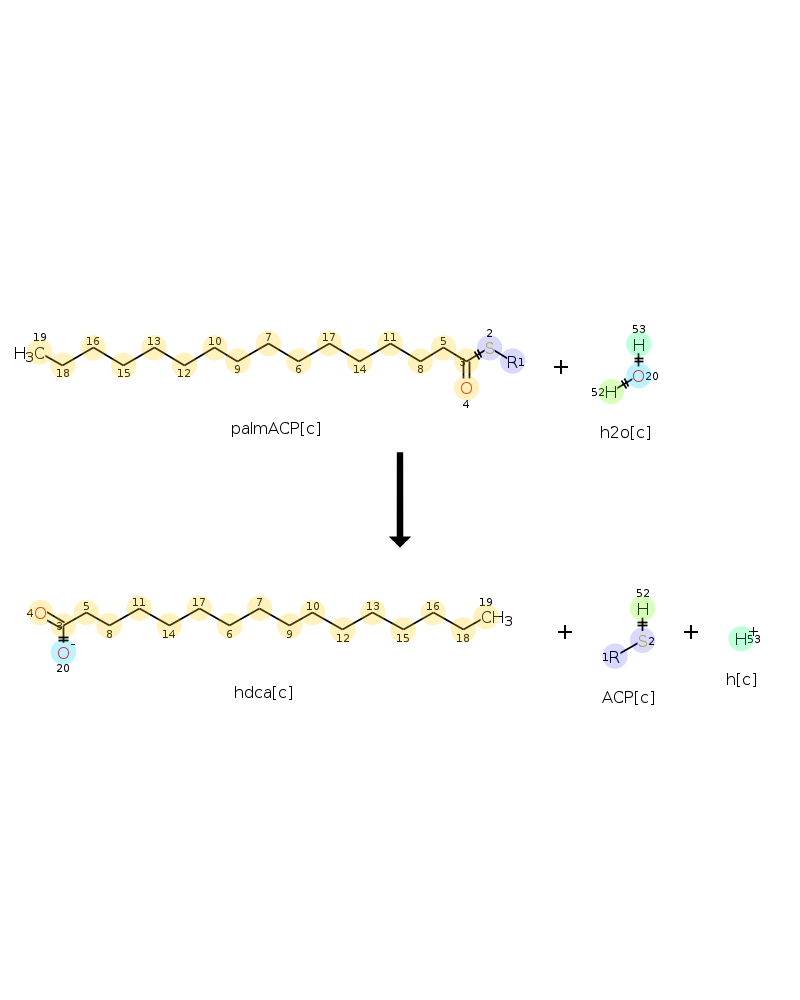 53
19 16 13 10 7 17 11 5 2
H3C S R1 + H
18 15 12 9 6 14 8 3 O 20
O 52 H
4
palmACP[c] h2o[c]
52
5 11 17 7 10 13 16 19 H
4 O 3 CH3 + S 2 + H+ 53
8 14 6 9 12 15 18 1R
O-
20
h[c]
hdca[c] ACP[c]